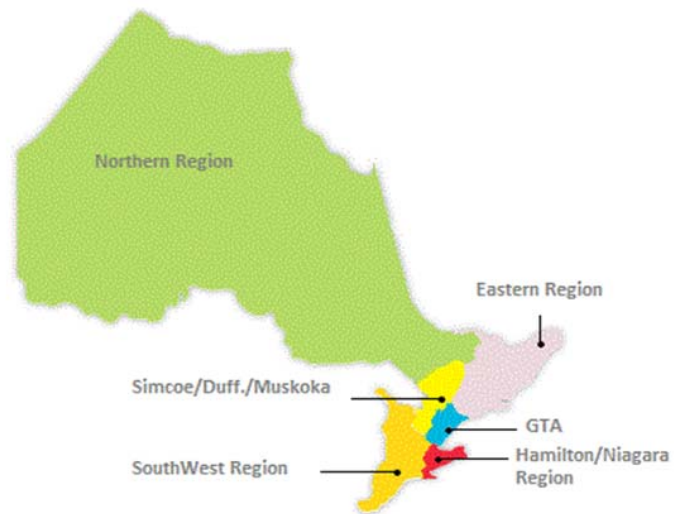 Northern Region
Eastern Region
Simcoe/Duff./Muskoka
GTA
Hamilton/Niagara
Region
SouthWest Region